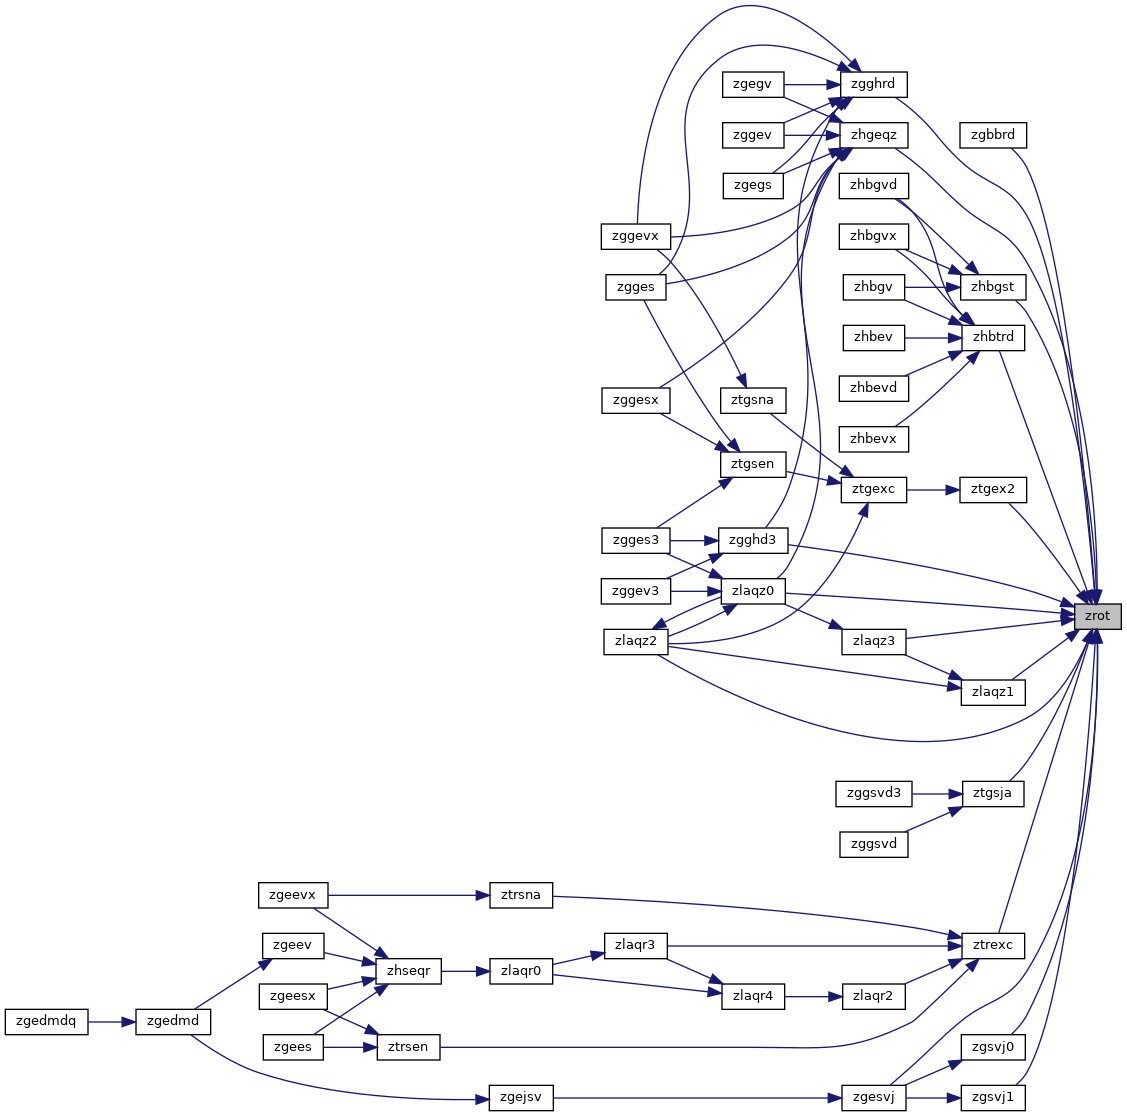 zgghrd
zgegv
zggev
zhgeqz
zgbbrd
zgegs
zhbgvd
zggevx
zhbgvx
zgges
zhbgv
zhbgst
zhbev
zhbtrd
zggesx
ztgsna
zhbevd
zhbevx
ztgsen
ztgexc
ztgex2
zgges3
zgghd3
zggev3
zlaqz0
zrot
zlaqz2
zlaqz3
zlaqz1
zggsvd3
ztgsja
zggsvd
zgeevx
ztrsna
zgeev
zlaqr3
ztrexc
zhseqr
zlaqr0
zgeesx
zlaqr4
zlaqr2
zgedmdq
zgedmd
zgees
ztrsen
zgsvj0
zgejsv
zgesvj
zgsvj1